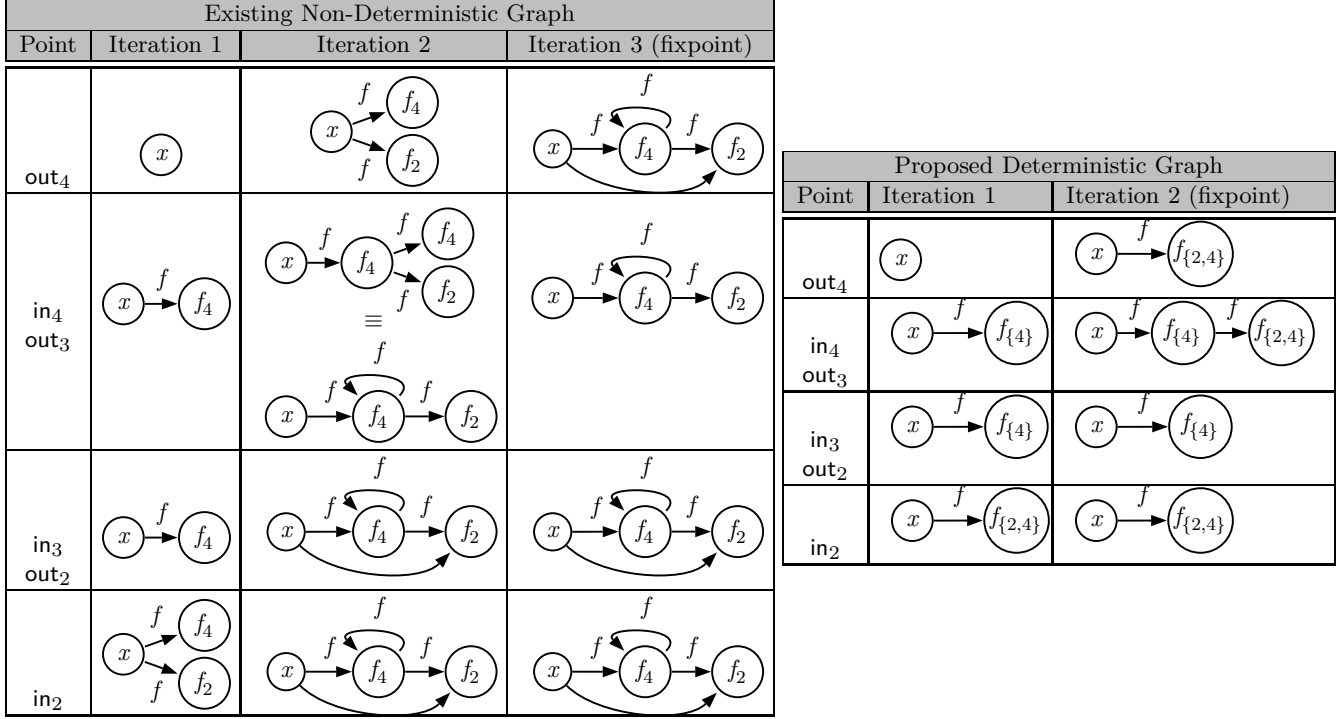 Existing Non-Deterministic Graph
Point Iteration 1 Iteration 2 Iteration 3 (fixpoint)
out4 x x f f4 f f2 x f f4 f f f2
in4
out3 x f f4 x f f4 f f4 f f2
≡
x f f4 f f f2 x f f4 f f f2
in3
out2 x f f4 x f f4 f f f2 x f f4 f f f2
in2 x f f4 f f2 x f f4 f f f2 x f f4 f f f2
Proposed Deterministic Graph
Point Iteration 1 Iteration 2 (fixpoint)
out4 x x f f{2,4}
in4
out3 x f f{4} x f f{4} f f{2,4}
in3
out2 x f f{4} x f f{4}
in2 x f f{2,4} x f f{2,4}